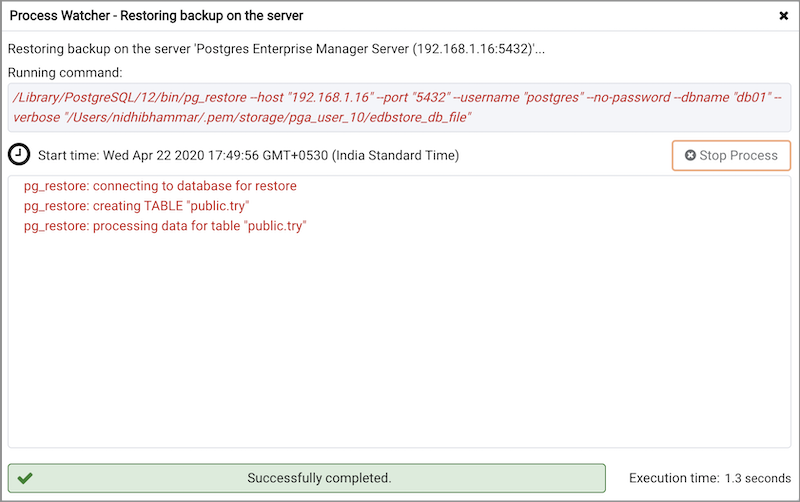 Process Watcher - Restoring backup on the server
Restoring backup on the server 'Postgres Enterprise Manager Server (192.168.1.16:5432)'...
Running command:
/Library/PostgreSQL/12/bin/pg_restore --host "192.168.1.16" --port "5432" --username "postgres" --no-password --dbname "db01" --
verbose "/Users/nidhibhammar/.pem/storage/pga_user_10/edbstore_db_file"
Start time: Wed Apr 22 2020 17:49:56 GMT+0530 (India Standard Time)
Stop Process
pg_restore: connecting to database for restore
pg_restore: creating TABLE "public.try"
pg_restore: processing data for table "public.try"
Successfully completed.
Execution time: 1.3 seconds